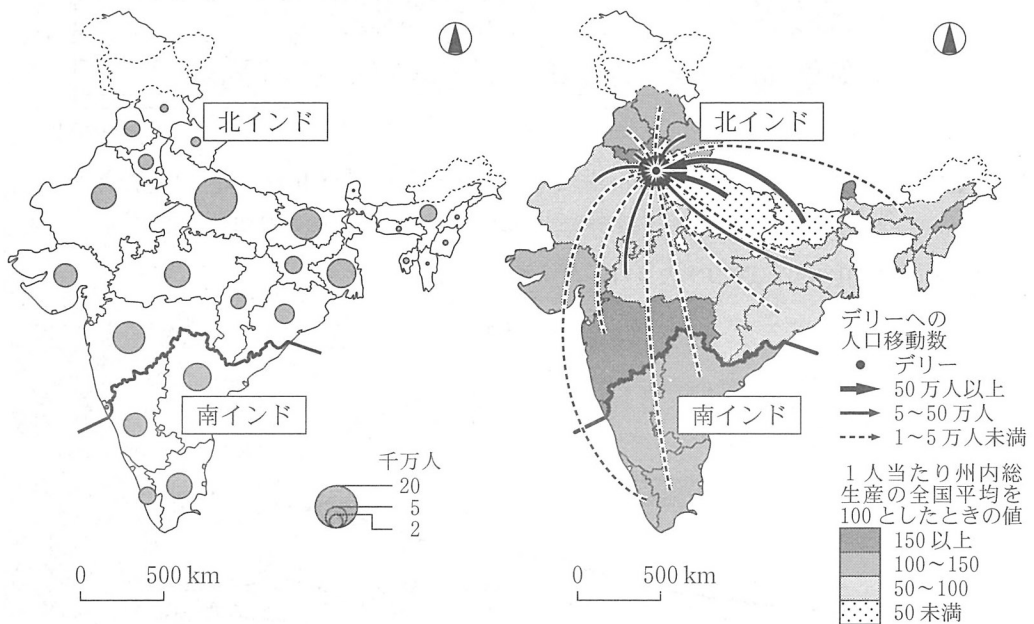 北インド
南インド
千万人
20
5
2
0 500 km
北インド
南インド
デリーへの
人口移動数
デリー
50万人以上
5~50万人
1~5万人未満
1人当たり州内総
生産の全国平均を
100としたときの値
150以上
100~150
50~100
50未満
0 500 km